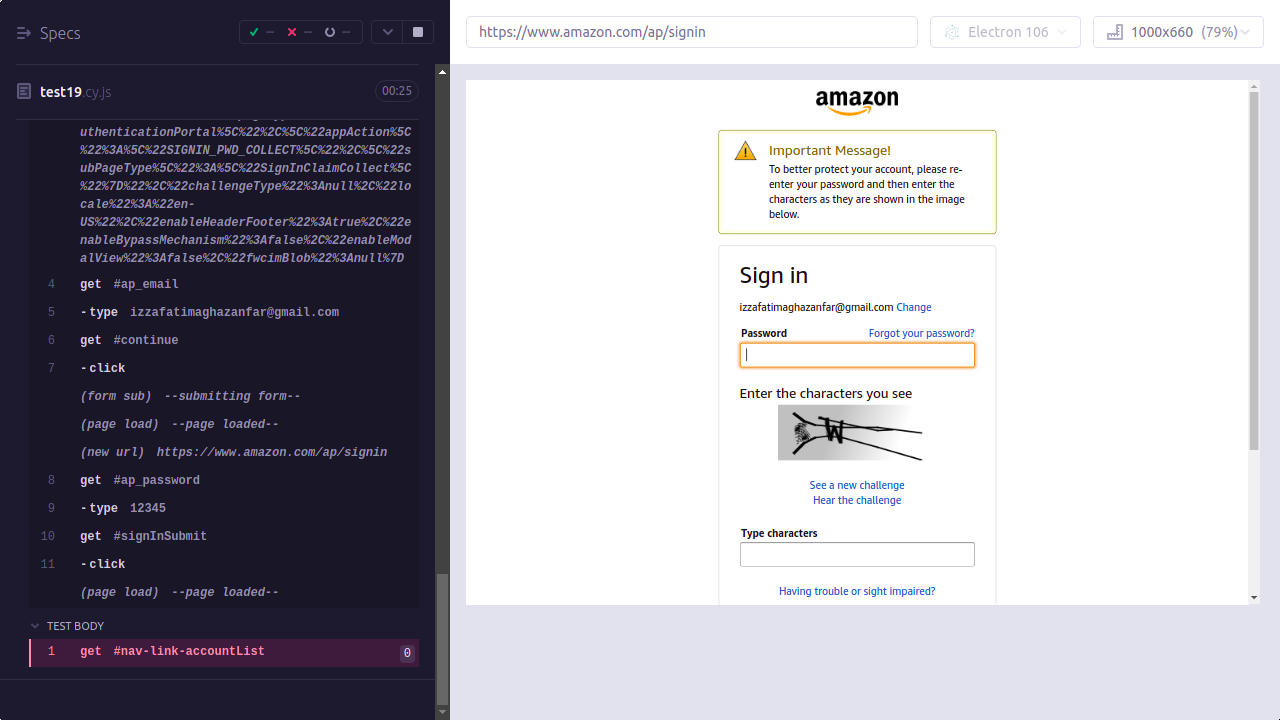 Specs
-- -- --
test19.cy.js
00:25
uthenticationPortal%5C%22%2C%5C%22appAction%5C
%22%3A%5C%22SIGNIN_PWD_COLLECT%5C%22%2C%5C%22s
ubPageType%5C%22%3A%5C%22SignInClaimCollect%5C
%22%7D%22%2C%22challengeType%22%3Anull%2C%22lo
cale%22%3A%22en-
US%22%2C%22enableHeaderFooter%22%3Atrue%2C%22e
nableBypassMechanism%22%3Afalse%2C%22enableMod
alView%22%3Afalse%2C%22fwcimBlob%22%3Anull%7D
4 get #ap_email
5 -type izzafatimaghazanfar@gmail.com
6 get #continue
7 -click
(form sub) --submitting form--
(page load) --page loaded--
(new url) https://www.amazon.com/ap/signin
8 get #ap_password
9 -type 12345
10 get #signInSubmit
11 -click
(page load) --page loaded--
TEST BODY
1 get #nav-link-accountList 0
https://www.amazon.com/ap/signin
Electron 106
1000x660 (79%)
amazon
Important Message!
To better protect your account, please re-
enter your password and then enter the
characters as they are shown in the image
below.
Sign in
izzafatimaghazanfar@gmail.com Change
Password Forgot your password?
Enter the characters you see
See a new challenge
Hear the challenge
Type characters
Having trouble or sight impaired?